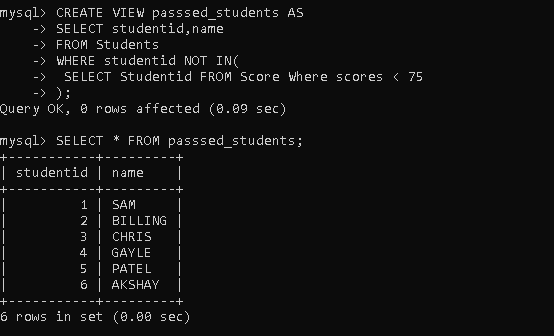 mysql> CREATE VIEW passsed_students AS
    -> SELECT studentid,name
    -> FROM Students
    -> WHERE studentid NOT IN(
    ->  SELECT Studentid FROM Score Where scores < 75
    -> );
Query OK, 0 rows affected (0.09 sec)

mysql> SELECT * FROM passsed_students;
+-----------+---------+
| studentid | name    |
+-----------+---------+
|         1 | SAM     |
|         2 | BILLING |
|         3 | CHRIS   |
|         4 | GAYLE   |
|         5 | PATEL   |
|         6 | AKSHAY  |
+-----------+---------+
6 rows in set (0.00 sec)